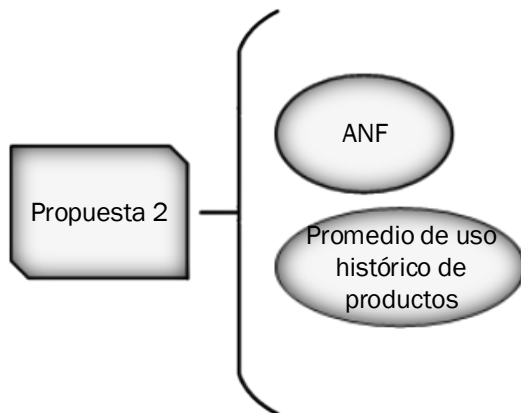 Propuesta 2
ANF
Promedio de uso
histórico de
productos